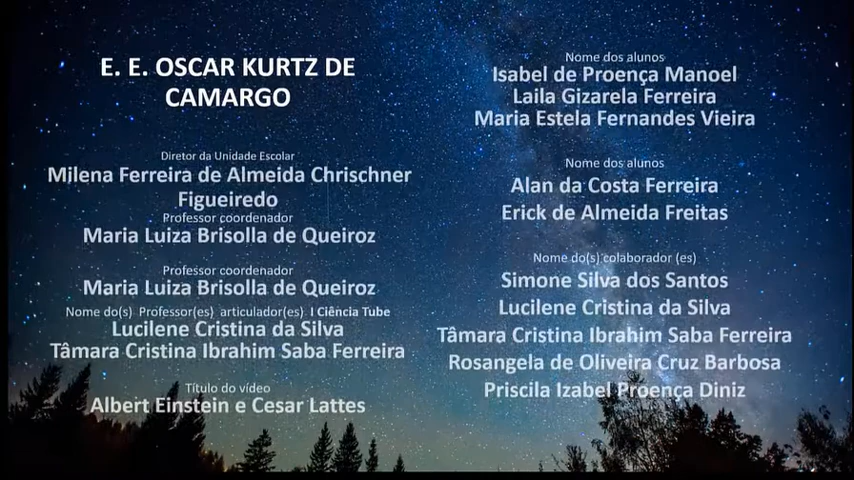 E. E. OSCAR KURTZ DE
CAMARGO
Diretor da Unidade Escolar
Milena Ferreira de Almeida Chrischner
Figueiredo
Professor coordenador
Maria Luiza Brisolla de Queiroz
Professor coordenador
Maria Luiza Brisolla de Queiroz
Nome do(s) Professor(es) articulador(es) I Ciência Tube
Lucilene Cristina da Silva
Tâmara Cristina Ibrahim Saba Ferreira
Título do vídeo
Albert Einstein e Cesar Lattes
Nome dos alunos
Isabel de Proença Manoel
Laila Gizarela Ferreira
Maria Estela Fernandes Vieira
Nome dos alunos
Alan da Costa Ferreira
Erick de Almeida Freitas
Nome do(s) colaborador (es)
Simone Silva dos Santos
Lucilene Cristina da Silva
Tâmara Cristina Ibrahim Saba Ferreira
Rosangela de Oliveira Cruz Barbosa
Priscila Izabel Proença Diniz